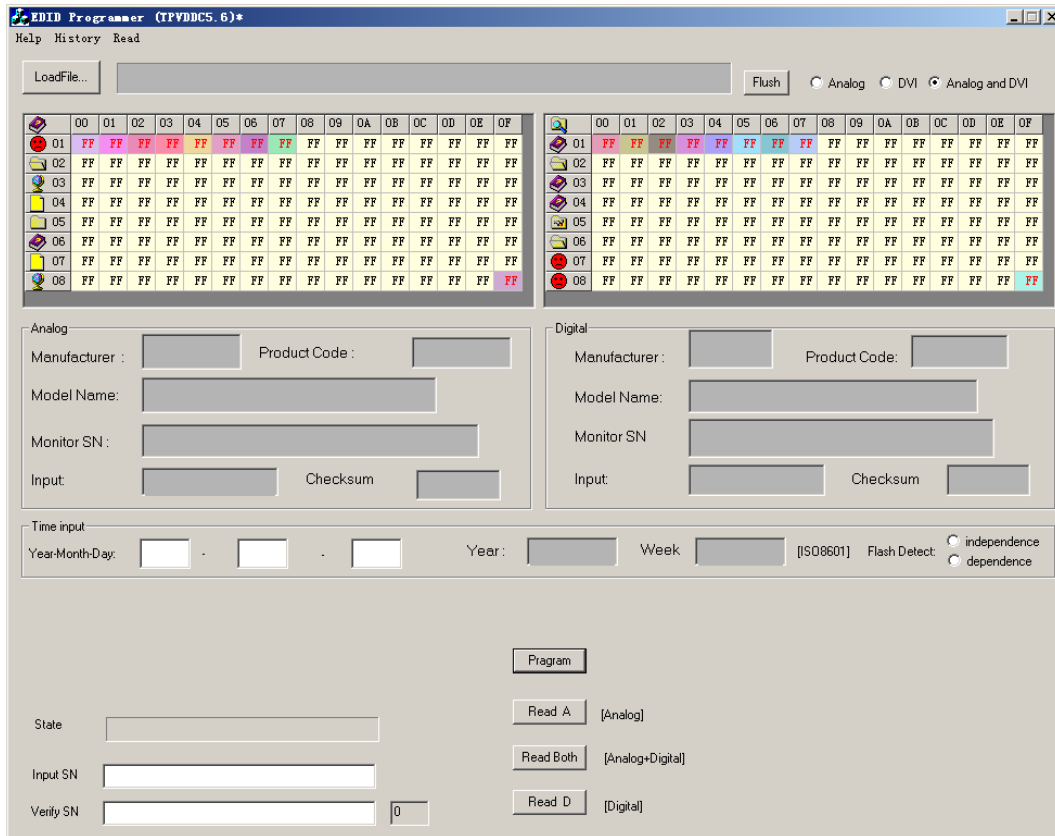 EDID Programmer (TPVDDC5.6)*
Help History Read
LoadFile... Flush Analog DVI Analog and DVI
00 01 02 03 04 05 06 07 08 09 0A 0B 0C 0D 0E 0F
01 FF FF FF FF FF FF FF FF FF FF FF FF FF FF FF FF
02 FF FF FF FF FF FF FF FF FF FF FF FF FF FF FF FF
03 FF FF FF FF FF FF FF FF FF FF FF FF FF FF FF FF
04 FF FF FF FF FF FF FF FF FF FF FF FF FF FF FF FF
05 FF FF FF FF FF FF FF FF FF FF FF FF FF FF FF FF
06 FF FF FF FF FF FF FF FF FF FF FF FF FF FF FF FF
07 FF FF FF FF FF FF FF FF FF FF FF FF FF FF FF FF
08 FF FF FF FF FF FF FF FF FF FF FF FF FF FF FF FF
00 01 02 03 04 05 06 07 08 09 0A 0B 0C 0D 0E 0F
01 FF FF FF FF FF FF FF FF FF FF FF FF FF FF FF FF
02 FF FF FF FF FF FF FF FF FF FF FF FF FF FF FF FF
03 FF FF FF FF FF FF FF FF FF FF FF FF FF FF FF FF
04 FF FF FF FF FF FF FF FF FF FF FF FF FF FF FF FF
05 FF FF FF FF FF FF FF FF FF FF FF FF FF FF FF FF
06 FF FF FF FF FF FF FF FF FF FF FF FF FF FF FF FF
07 FF FF FF FF FF FF FF FF FF FF FF FF FF FF FF FF
08 FF FF FF FF FF FF FF FF FF FF FF FF FF FF FF FF
Analog
Manufacturer : Product Code :
Model Name:
Monitor SN :
Input: Checksum
Digital
Manufacturer : Product Code:
Model Name:
Monitor SN
Input: Checksum
Time input
Year-Month-Day: - - Year : Week [ISO8601] Flash Detect: independence
dependence
Pragram
Read A [Analog]
Read Both [Analog+Digital]
Read D [Digital]
State
Input SN
Verify SN 0